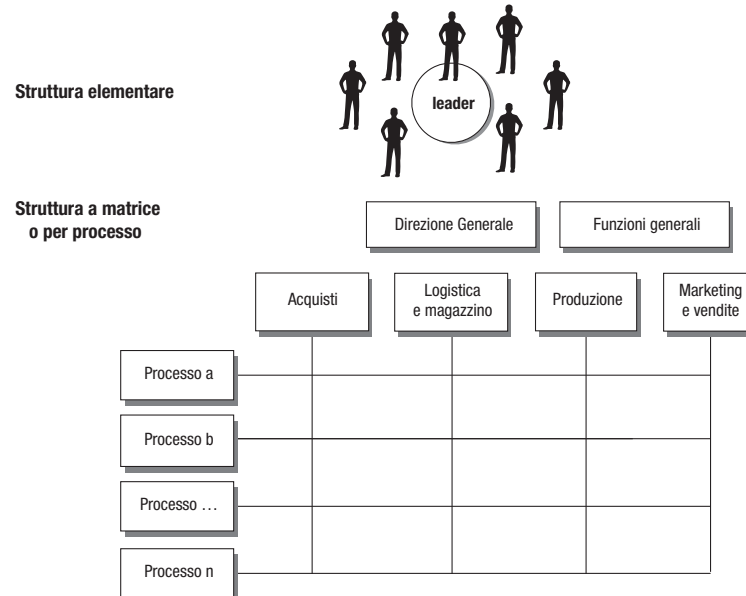 Struttura elementare
leader
Struttura a matrice
o per processo
Direzione Generale
Funzioni generali
Acquisti
Logistica
e magazzino
Produzione
Marketing
e vendite
Processo a
Processo b
Processo …
Processo n